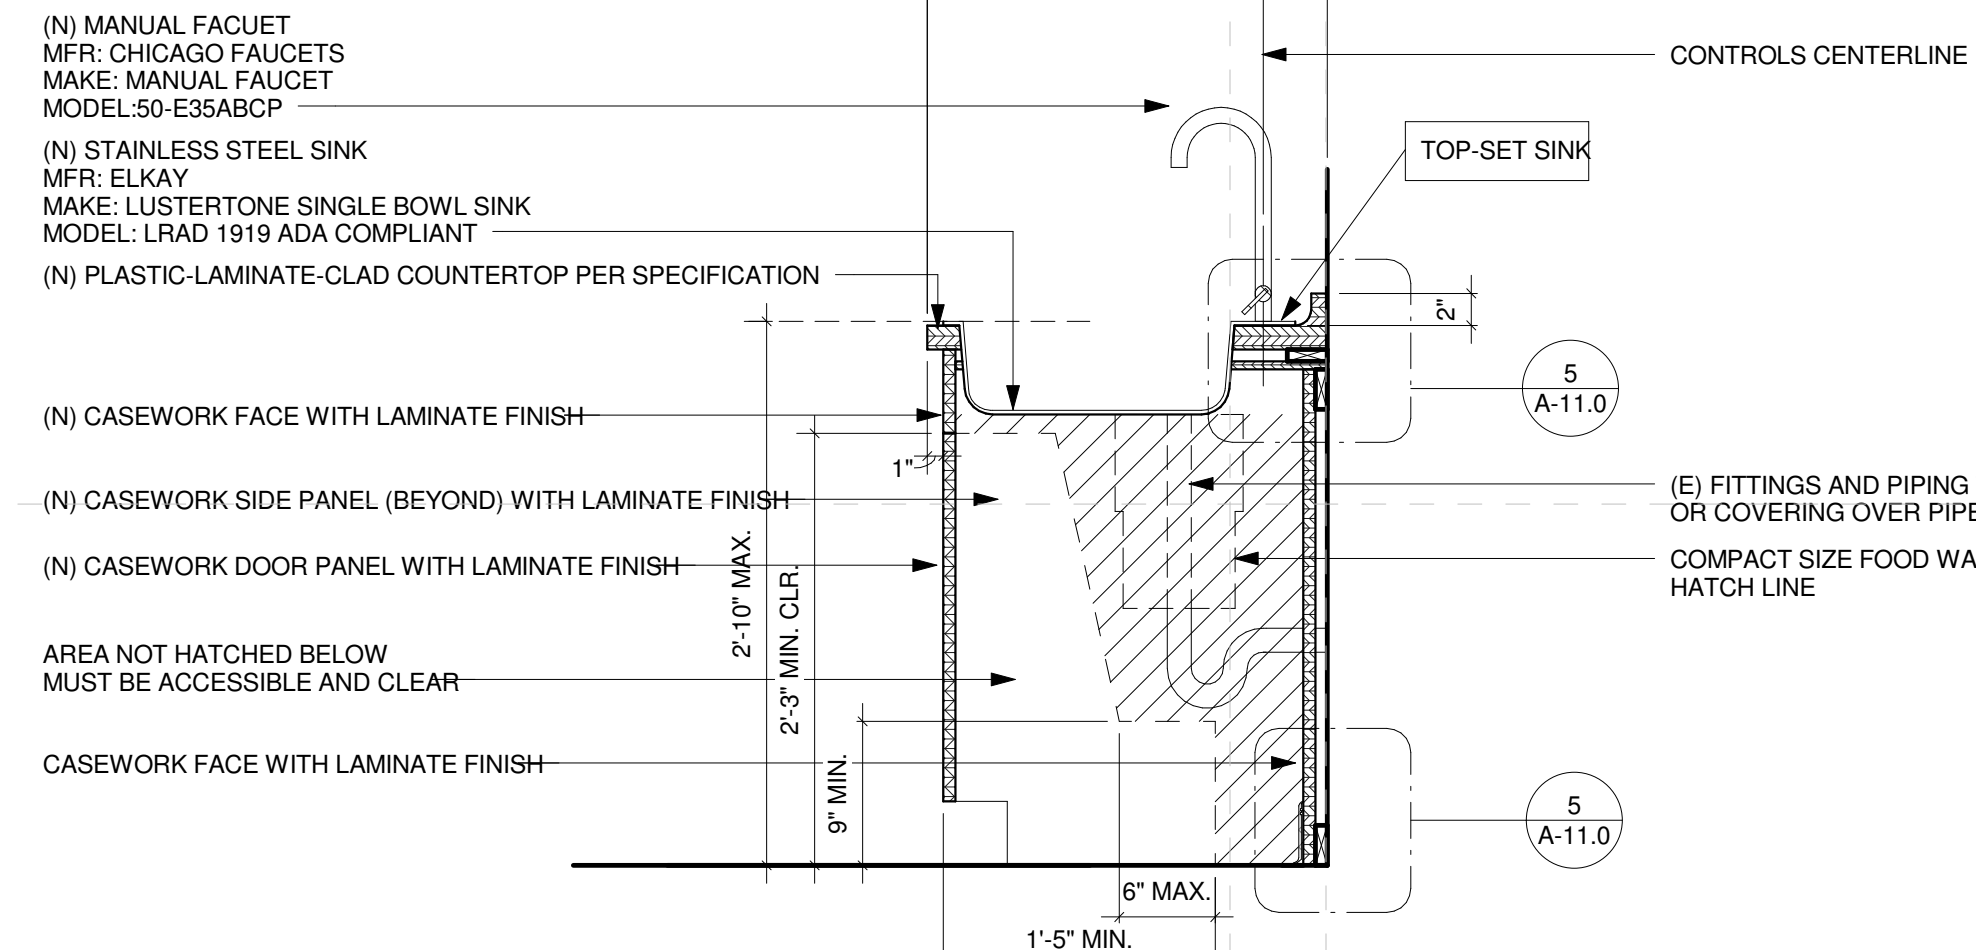 (N) MANUAL FACUET
MFR: CHICAGO FAUCETS
MAKE: MANUAL FAUCET
MODEL:50-E35ABCP
(N) STAINLESS STEEL SINK
MFR: ELKAY
MAKE: LUSTERTONE SINGLE BOWL SINK
MODEL: LRAD 1919 ADA COMPLIANT
(N) PLASTIC-LAMINATE-CLAD COUNTERTOP PER SPECIFICATION
(N) CASEWORK FACE WITH LAMINATE FINISH
(N) CASEWORK SIDE PANEL (BEYOND) WITH LAMINATE FINISH
(N) CASEWORK DOOR PANEL WITH LAMINATE FINISH
AREA NOT HATCHED BELOW
MUST BE ACCESSIBLE AND CLEAR
CASEWORK FACE WITH LAMINATE FINISH
2'-10" MAX.
2'-3" MIN. CLR.
9" MIN.
1"
6" MAX.
1'-5" MIN.
CONTROLS CENTERLINE
TOP-SET SINK
2"
5
A-11.0
(E) FITTINGS AND PIPING
OR COVERING OVER PIPE
COMPACT SIZE FOOD WA
HATCH LINE
5
A-11.0